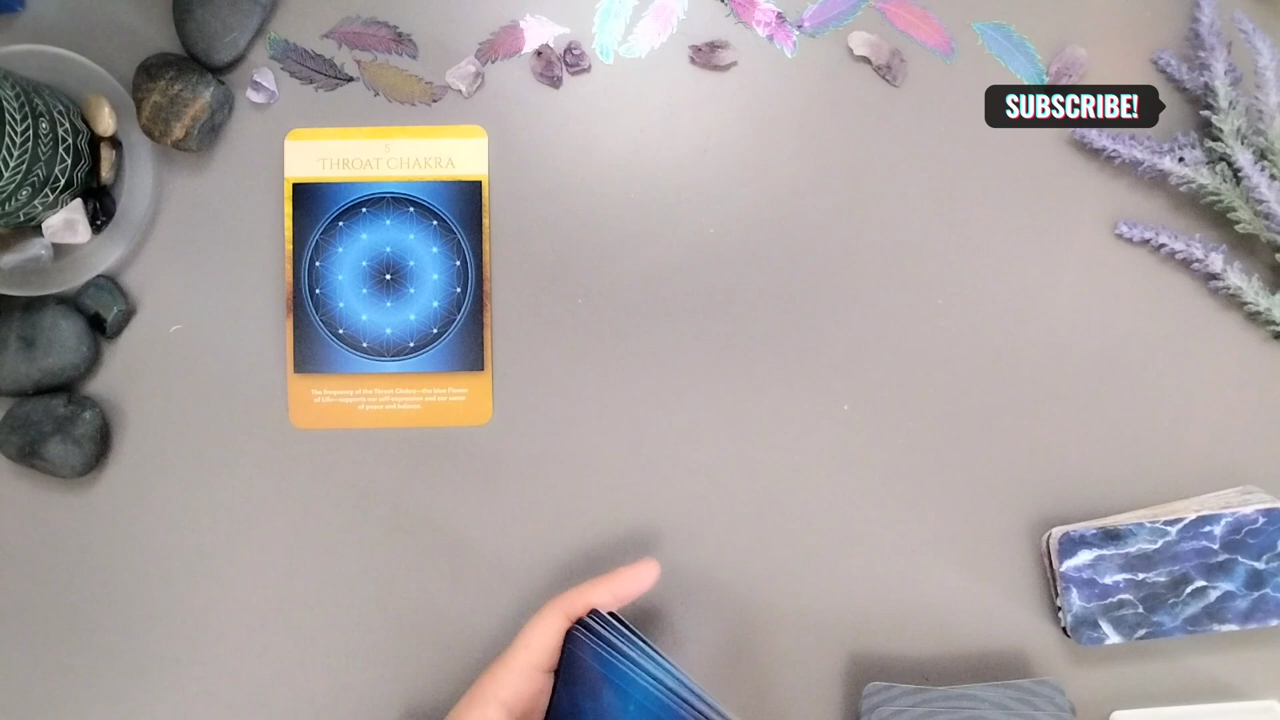 5
THROAT CHAKRA
The frequency of the Throat Chakra—the blue Flower
of Life—supports our self-expression and our sense
of peace and balance.
SUBSCRIBE!